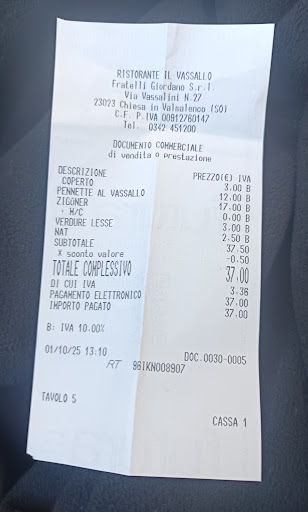 RISTORANTE IL VASSALLO
Fratelli Giordano S.r.l.
Via Vassalini N.27
23023 Chiesa in Valmalenco (SO)
C.F. P.IVA 00912760147
Tel. 0342 451200
DOCUMENTO COMMERCIALE
di vendita o prestazione
DESCRIZIONE PREZZO(€) IVA
COPERTO 3.00 B
PENNETTE AL VASSALLO 12.00 B
ZIGÖNER 17.00 B
· M/C 0.00 B
VERDURE LESSE 3.00 B
NAT 2.50 B
SUBTOTALE 37.50
X sconto valore -0.50
TOTALE COMPLESSIVO 37,00
DI CUI IVA 3.36
PAGAMENTO ELETTRONICO 37.00
IMPORTO PAGATO 37.00
B: IVA 10.00%
01/10/25 13:10 DOC.0030-0005
RT 96IKN008907
TAVOLO 5
CASSA 1